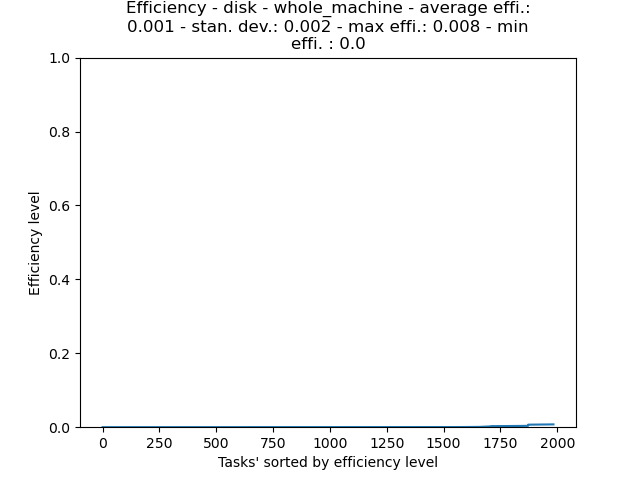 Efficiency - disk - whole_machine - average effi.:
0.001 - stan. dev.: 0.002 - max effi.: 0.008 - min
effi. : 0.0
1.0
0.8
0.6
0.4
0.2
0.0
Efficiency level
0 250 500 750 1000 1250 1500 1750 2000
Tasks' sorted by efficiency level